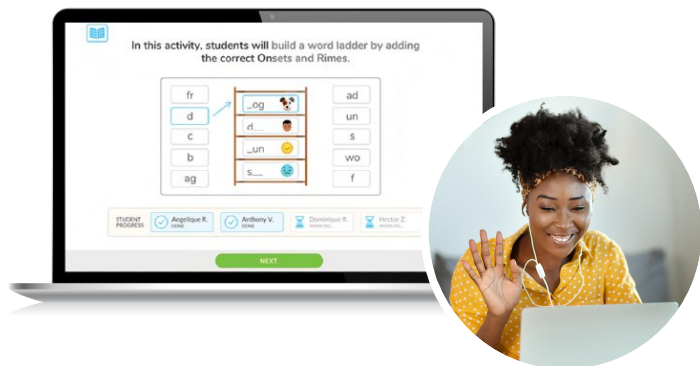 In this activity, students will build a word ladder by adding
the correct Onsets and Rimes.
fr
d
c
b
ag
_og
d__
_un
s__
ad
un
s
wo
f
STUDENT
PROGRESS
Angelique R.
DONE
Anthony V.
DONE
Dominique R.
WORKING...
Hector Z.
WORKING...
NEXT